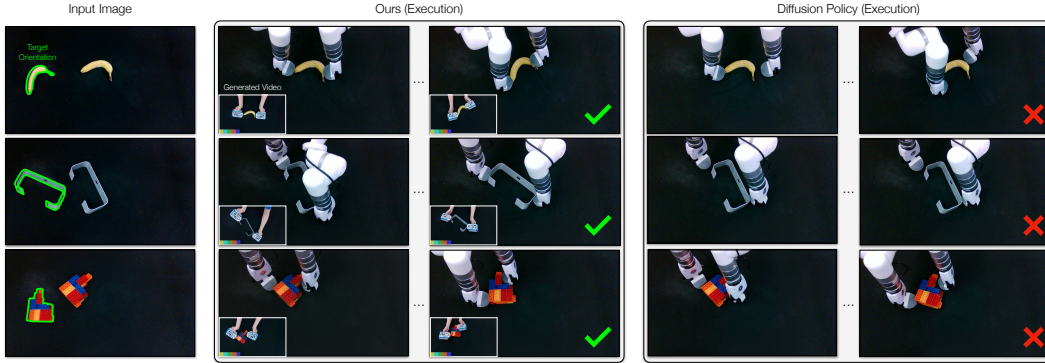 Input Image
Ours (Execution)
Diffusion Policy (Execution)
Target
Orientation
Generated Video
...
...
...
...
...
...